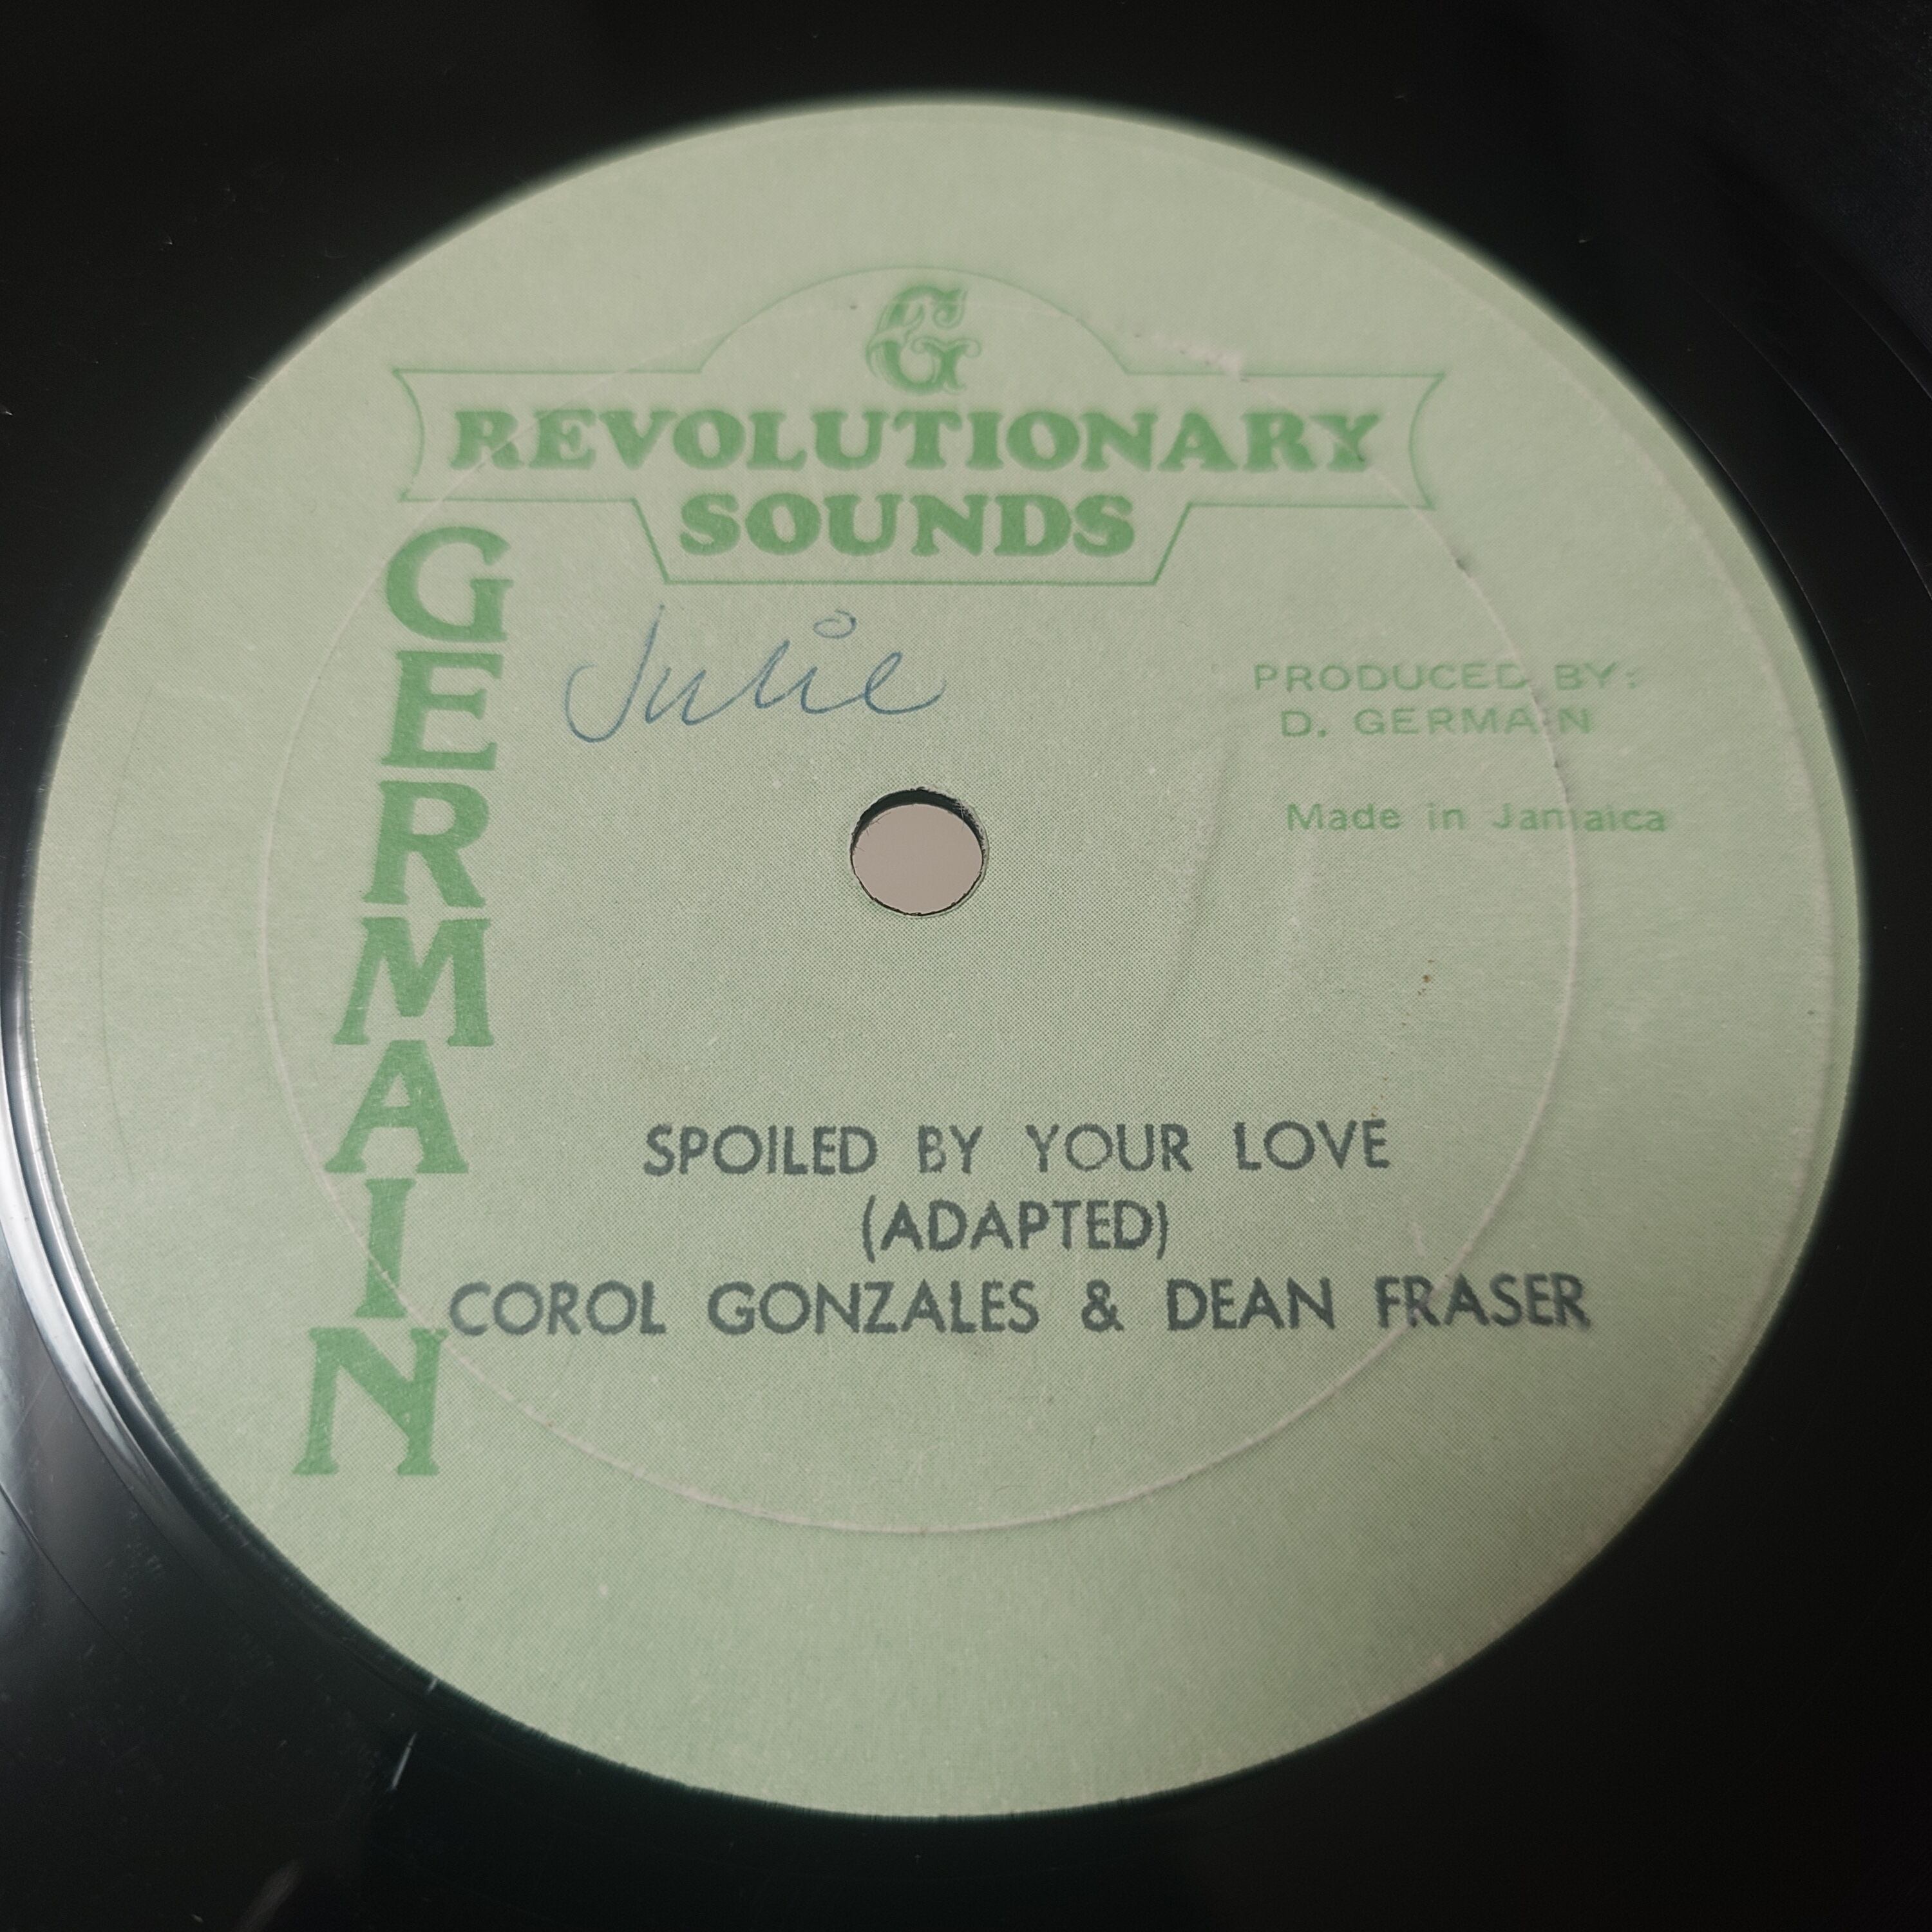 G
REVOLUTIONARY
SOUNDS
GERMAIN
Julie
PRODUCED BY:
D. GERMAIN
Made in Jamaica
SPOILED BY YOUR LOVE
(ADAPTED)
COROL GONZALES & DEAN FRASER